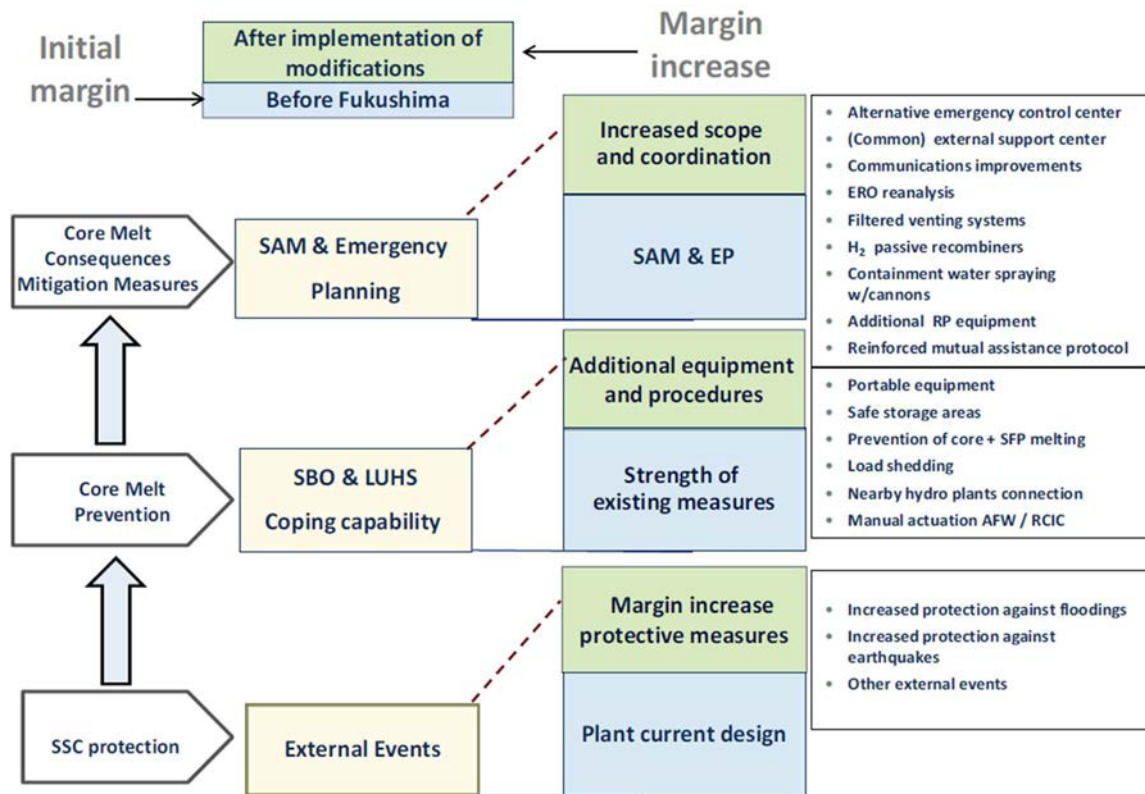 Initial
margin
After implementation of
modifications
Before Fukushima
Margin
increase
Core Melt
Consequences
Mitigation Measures
SAM & Emergency
Planning
Increased scope
and coordination
SAM & EP
• Alternative emergency control center
• (Common) external support center
• Communications improvements
• ERO reanalysis
• Filtered venting systems
• H₂ passive recombiners
• Containment water spraying
w/cannons
• Additional RP equipment
• Reinforced mutual assistance protocol
Core Melt
Prevention
SBO & LUHS
Coping capability
Additional equipment
and procedures
Strength of
existing measures
• Portable equipment
• Safe storage areas
• Prevention of core + SFP melting
• Load shedding
• Nearby hydro plants connection
• Manual actuation AFW / RCIC
SSC protection
External Events
Margin increase
protective measures
Plant current design
• Increased protection against floodings
• Increased protection against
earthquakes
• Other external events